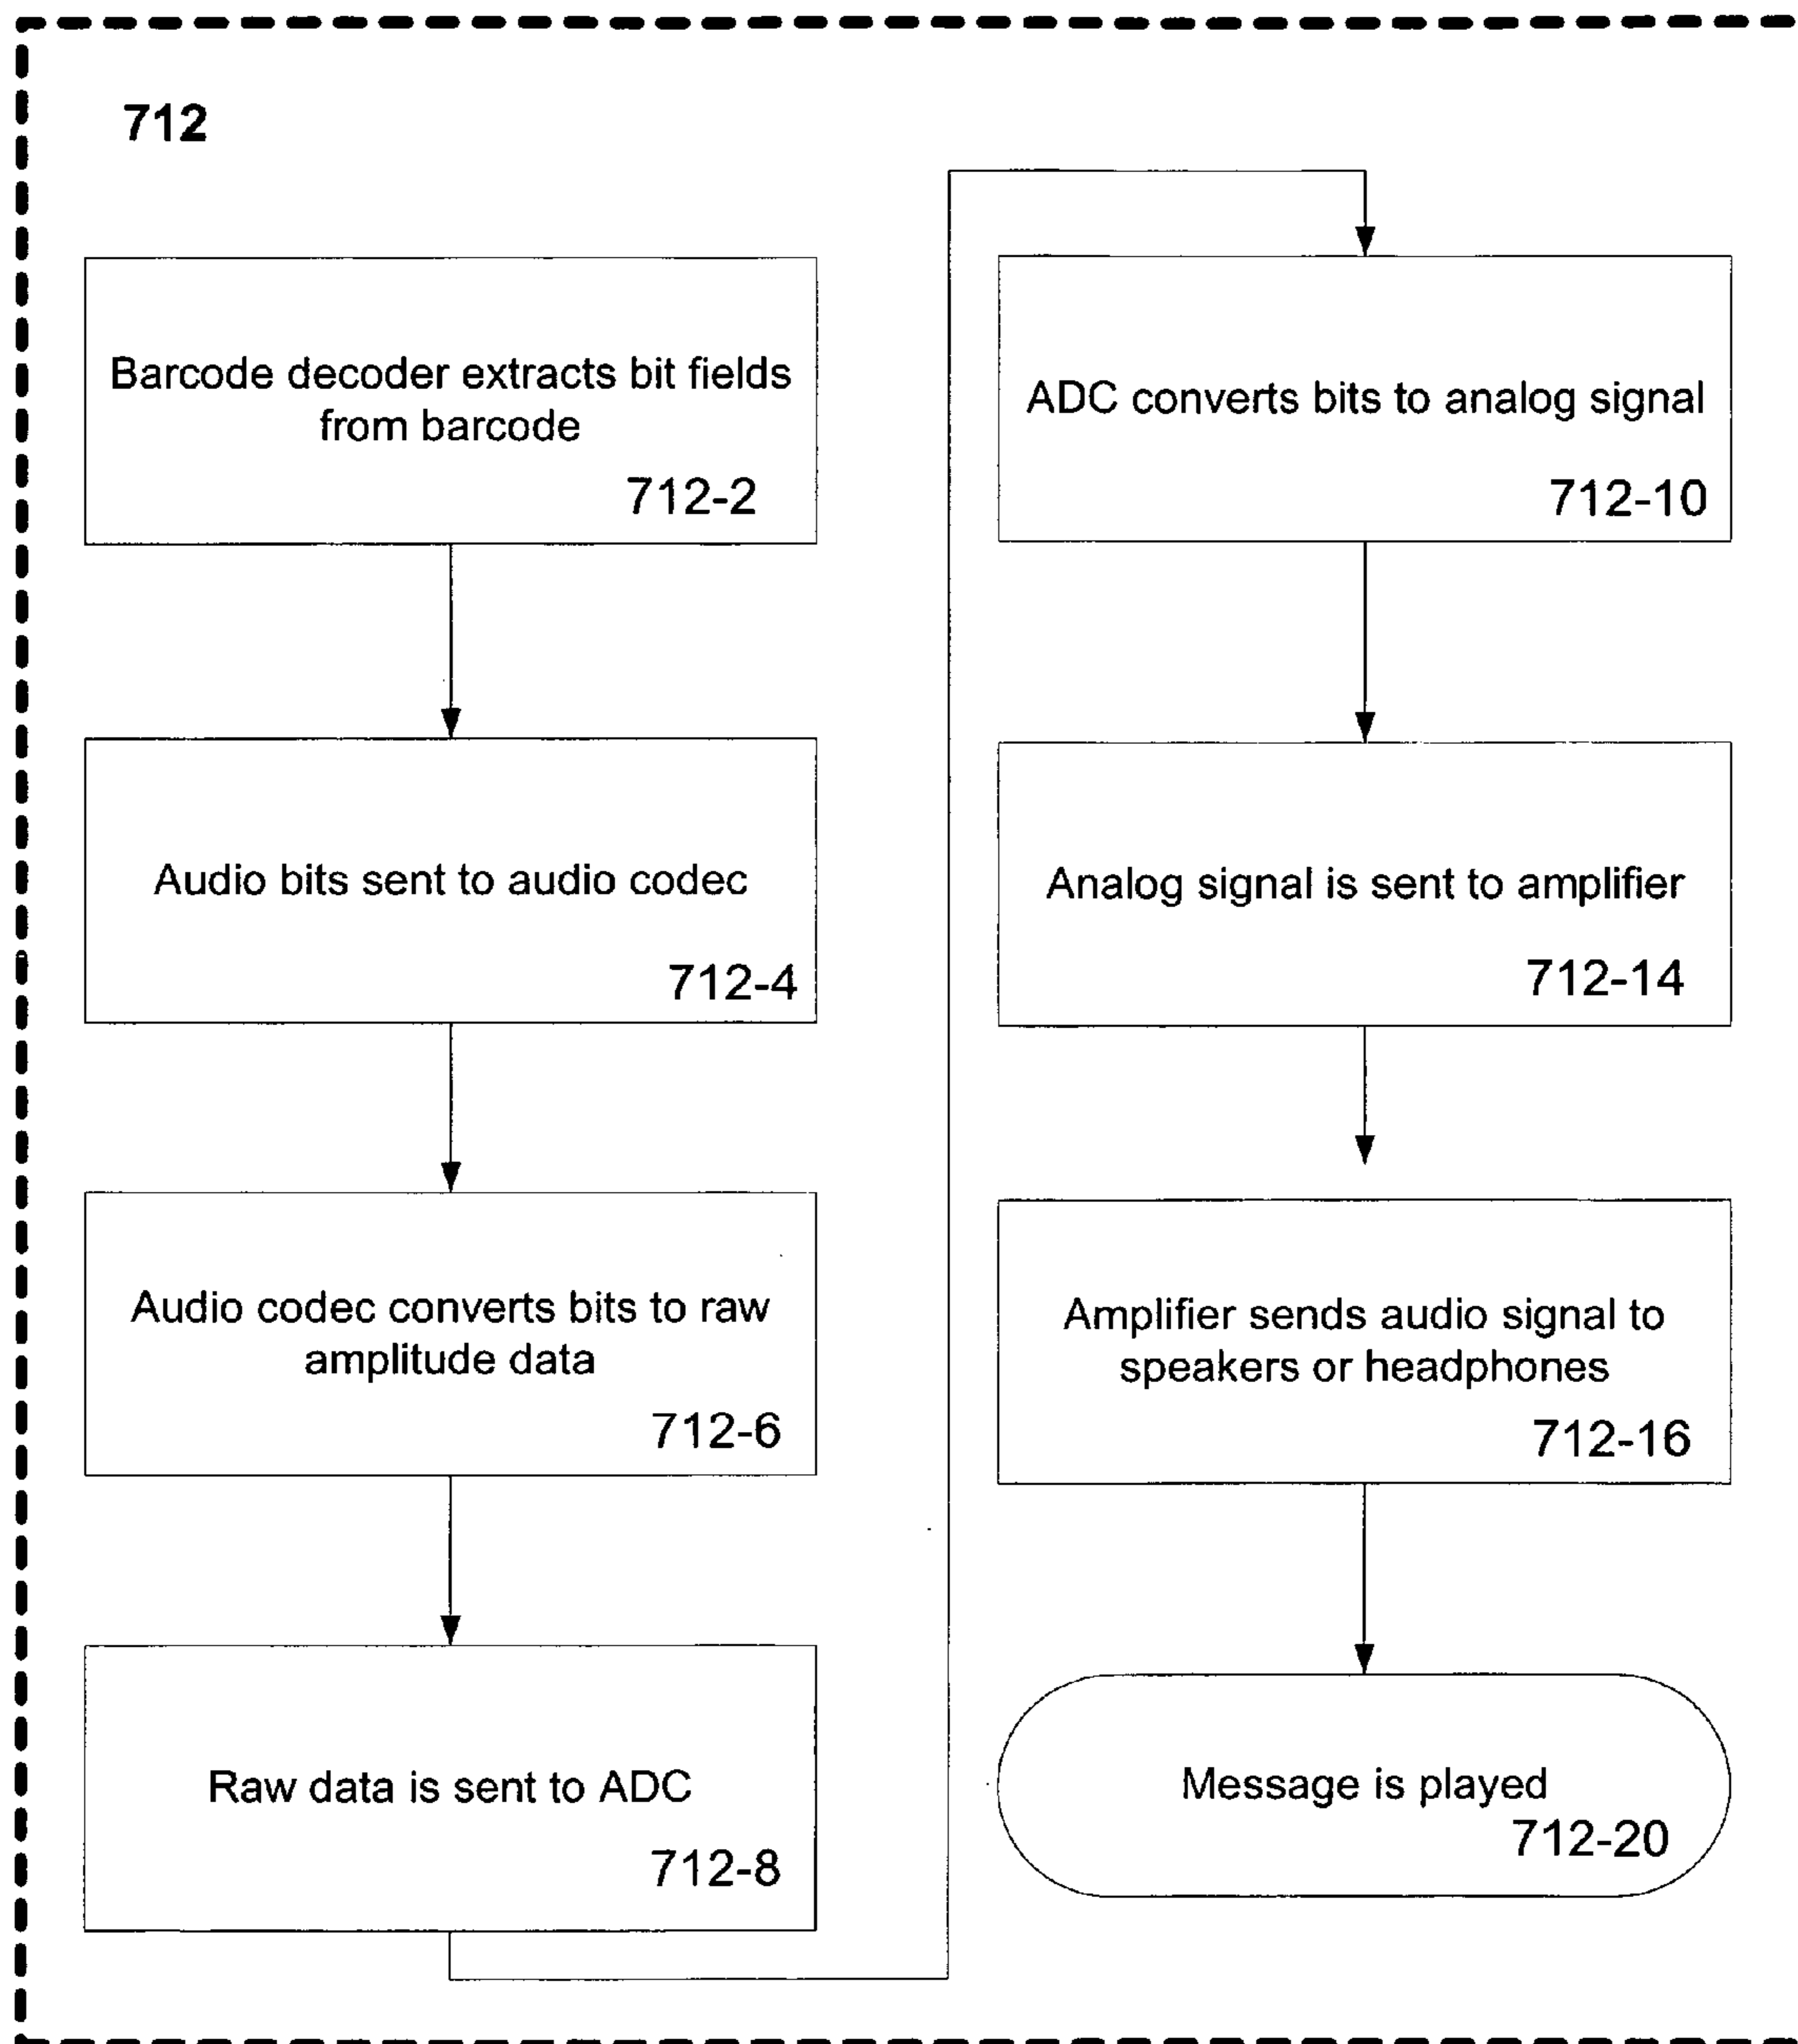 712
Barcode decoder extracts bit fields
from barcode
712-2
Audio bits sent to audio codec
712-4
Audio codec converts bits to raw
amplitude data
712-6
Raw data is sent to ADC
712-8
ADC converts bits to analog signal
712-10
Analog signal is sent to amplifier
712-14
Amplifier sends audio signal to
speakers or headphones
712-16
Message is played
712-20